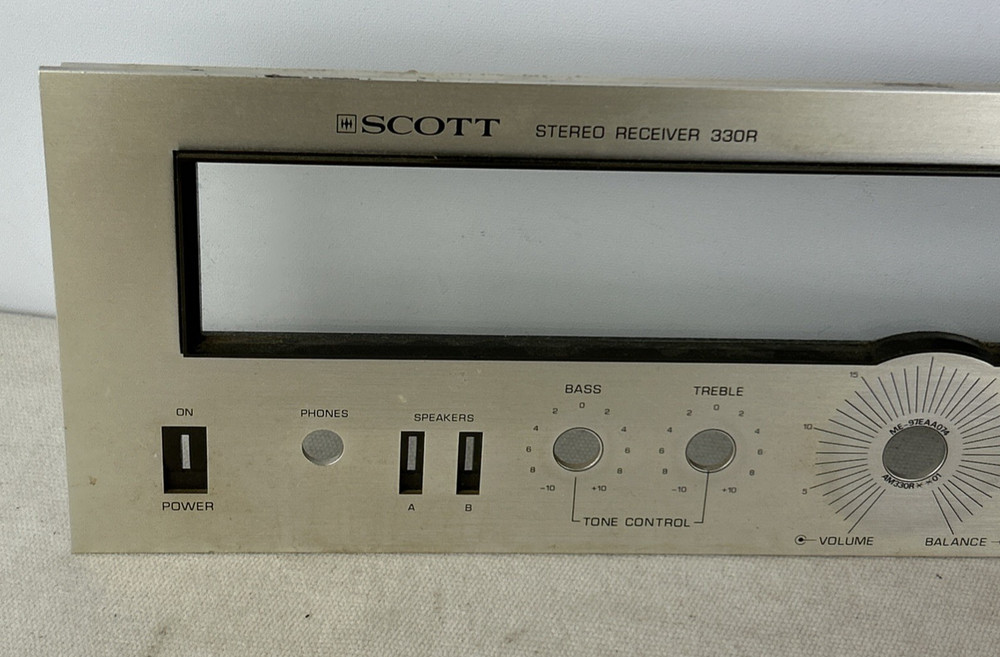 SCOTT STEREO RECEIVER 330R
ON
POWER
PHONES
SPEAKERS
A B
BASS
2 0 2
4 4
6 6
8 8
-10 +10
TREBLE
2 0 2
4 4
6 6
8 8
-10 +10
TONE CONTROL
15
10
5
ME-97EAA074
VOLUME
BALANCE